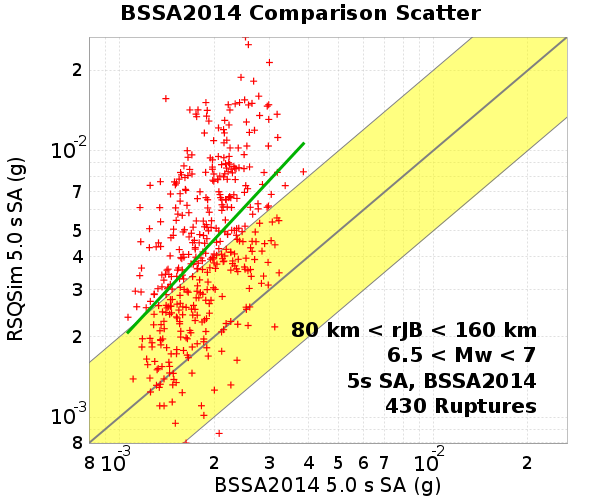 BSSA2014 Comparison Scatter
RSQSim 5.0 s SA (g)
2
10-2
7
5
4
3
2
10-3
8
80 km < rJB < 160 km
6.5 < Mw < 7
5s SA, BSSA2014
430 Ruptures
8 10-3 2 3 4 5 6 7 10-2 2
BSSA2014 5.0 s SA (g)